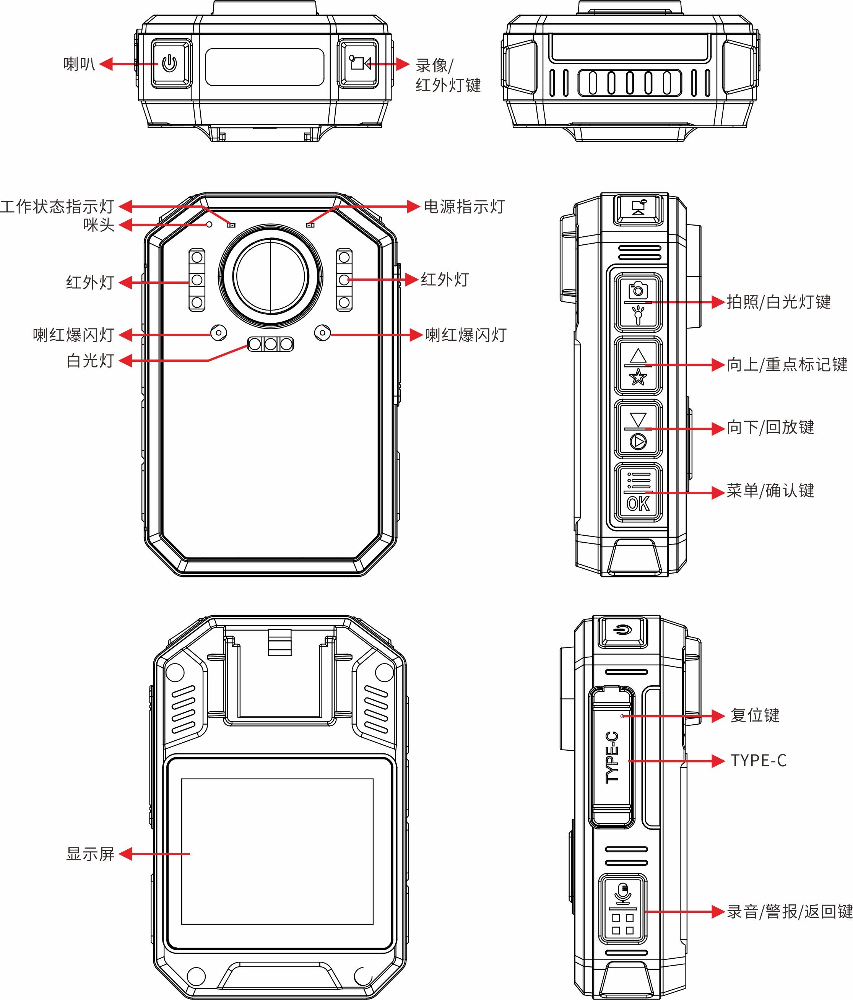 喇叭
录像/
红外灯键
工作状态指示灯
电源指示灯
咪头
红外灯
红外灯
拍照/白光灯键
喇红爆闪灯
喇红爆闪灯
白光灯
向上/重点标记键
向下/回放键
菜单/确认键
OK
复位键
TYPE-C
TYPE-C
显示屏
录音/警报/返回键